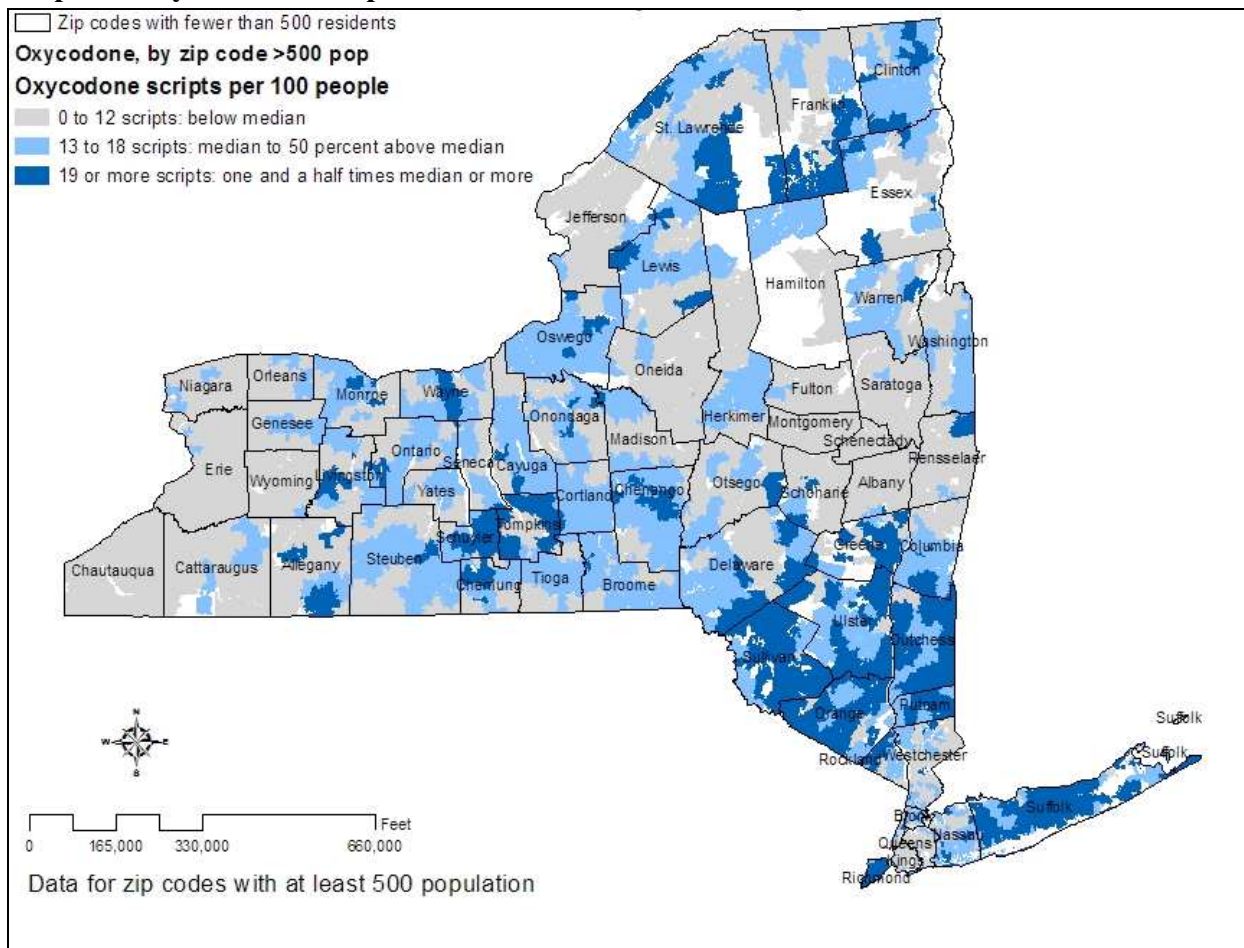 Zip codes with fewer than 500 residents
Oxycodone, by zip code >500 pop
Oxycodone scripts per 100 people
0 to 12 scripts: below median
13 to 18 scripts: median to 50 percent above median
19 or more scripts: one and a half times median or more
Clinton
Franklin
St. Lawrence
Essex
Jefferson
Lewis
Hamilton
Warren
Oswego
Washington
Oneida
Niagara
Orleans
Monroe
Wayne
Fulton
Saratoga
Onondaga
Herkimer
Montgomery
Genesee
Madison
Schenectady
Ontario
Seneca
Cayuga
Rensselaer
Erie
Wyoming
Livingston
Yates
Cortland
Chenango
Otsego
Schoharie
Albany
Tompkins
Schuyler
Greene
Columbia
Chautauqua
Cattaraugus
Allegany
Steuben
Chemung
Tioga
Broome
Delaware
Ulster
Dutchess
Sullivan
Orange
Putnam
Rockland
Westchester
Suffolk
Suffolk
Suffolk
Bronx
Nassau
Queens
Kings
Richmond
N
W E
S
Feet
0 165,000 330,000 660,000
Data for zip codes with at least 500 population